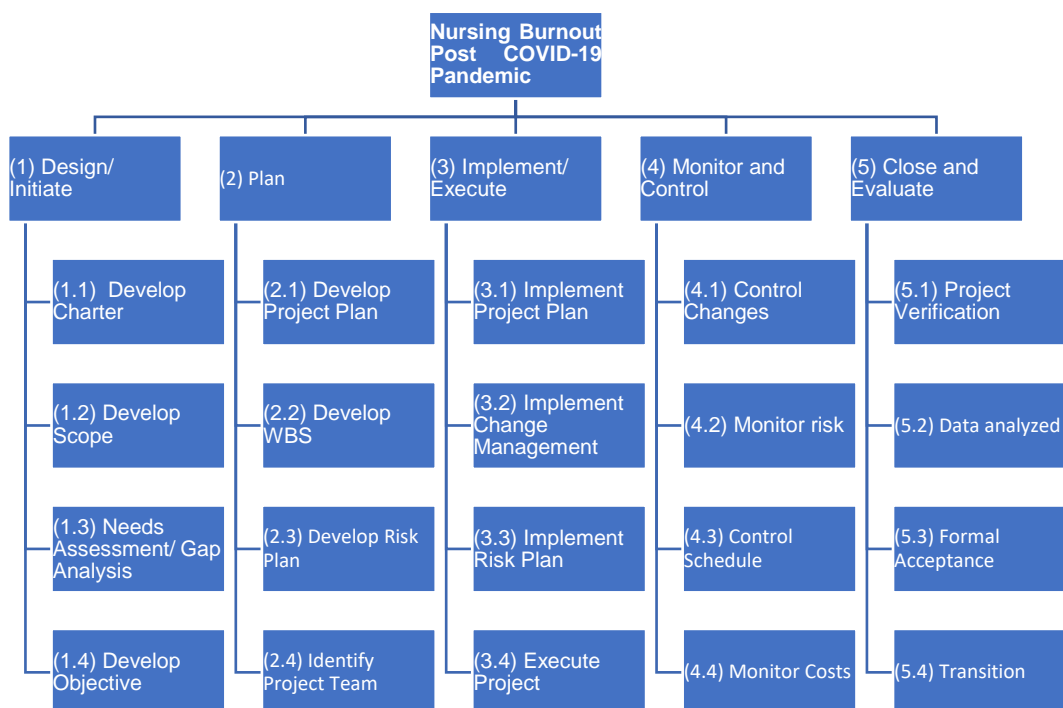 Nursing Burnout
Post COVID-19
Pandemic
(1) Design/
Initiate
(2) Plan
(3) Implement/
Execute
(4) Monitor and
Control
(5) Close and
Evaluate
(1.1) Develop
Charter
(2.1) Develop
Project Plan
(3.1) Implement
Project Plan
(4.1) Control
Changes
(5.1) Project
Verification
(1.2) Develop
Scope
(2.2) Develop
WBS
(3.2) Implement
Change
Management
(4.2) Monitor risk
(5.2) Data analyzed
(1.3) Needs
Assessment/ Gap
Analysis
(2.3) Develop Risk
Plan
(3.3) Implement
Risk Plan
(4.3) Control
Schedule
(5.3) Formal
Acceptance
(1.4) Develop
Objective
(2.4) Identify
Project Team
(3.4) Execute
Project
(4.4) Monitor Costs
(5.4) Transition